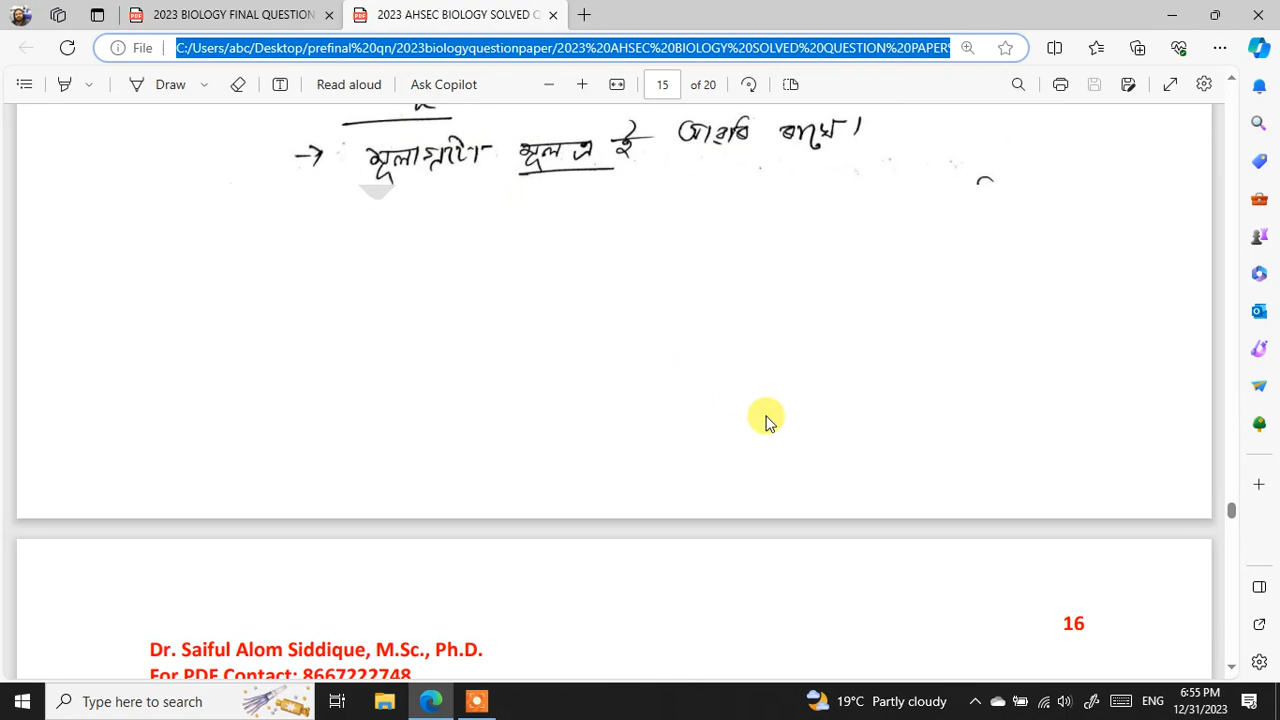 2023 BIOLOGY FINAL QUESTION
2023 AHSEC BIOLOGY SOLVED Q
File
C:/Users/abc/Desktop/prefinal%20qn/2023biologyquestionpaper/2023%20AHSEC%20BIOLOGY%20SOLVED%20QUESTION%20PAPER%
Draw
Read aloud
Ask Copilot
15 of 20
→ মূলাগ্ৰটো মূলত্ৰ ই আৱৰি ৰাখে।
16
Dr. Saiful Alom Siddique, M.Sc., Ph.D.
For PDF Contact: 8667222748
Type here to search
19°C Partly cloudy
ENG
6:55 PM
12/31/2023